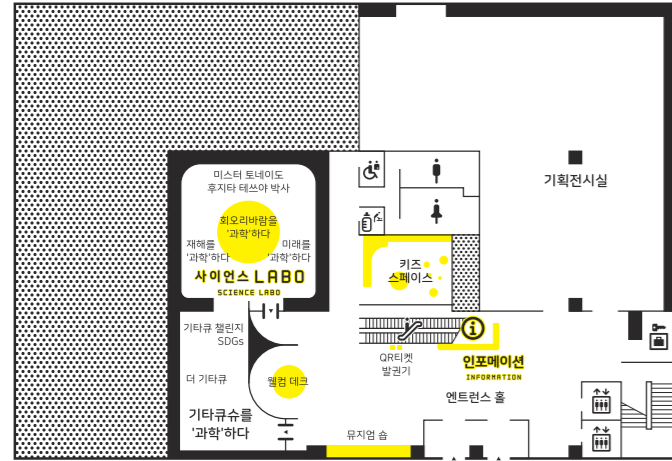 미스터 토네이도
후지타 테쓰야 박사
회오리바람을
'과학'하다
재해를
'과학'하다
미래를
'과학'하다
사이언스 LABO
SCIENCE LABO
기타큐 챌린지
SDGs
더 기타큐
웰컴 데크
기타큐슈를
'과학'하다
뮤지엄 숍
키즈
스페이스
QR티켓
발권기
인포메이션
INFORMATION
엔트런스 홀
기획전시실